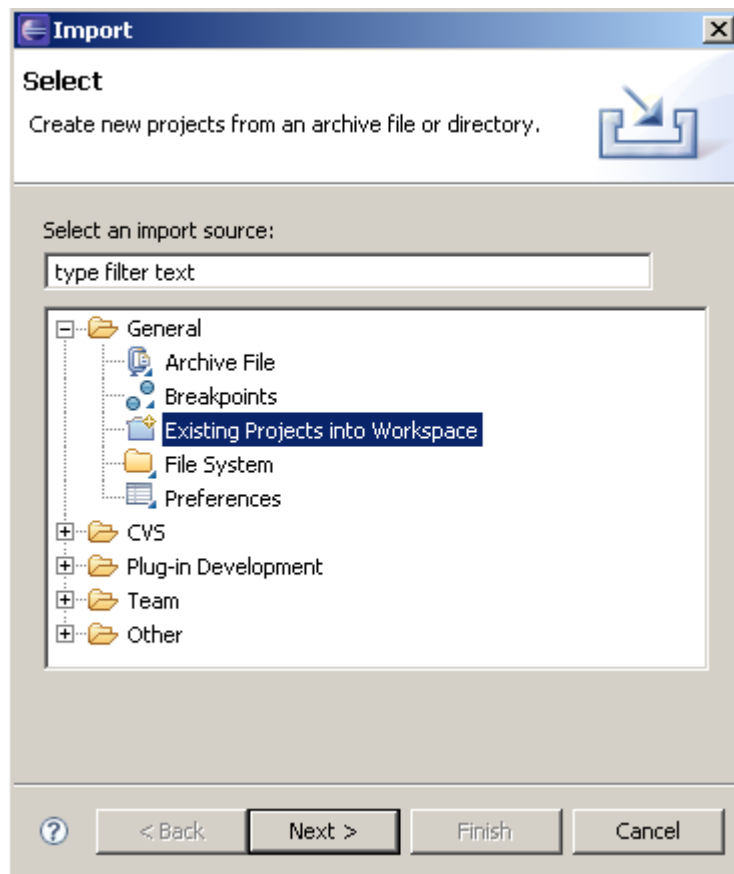 Import
Select
Create new projects from an archive file or directory.
Select an import source:
type filter text
General
Archive File
Breakpoints
Existing Projects into Workspace
File System
Preferences
CVS
Plug-in Development
Team
Other
? < Back Next > Finish Cancel